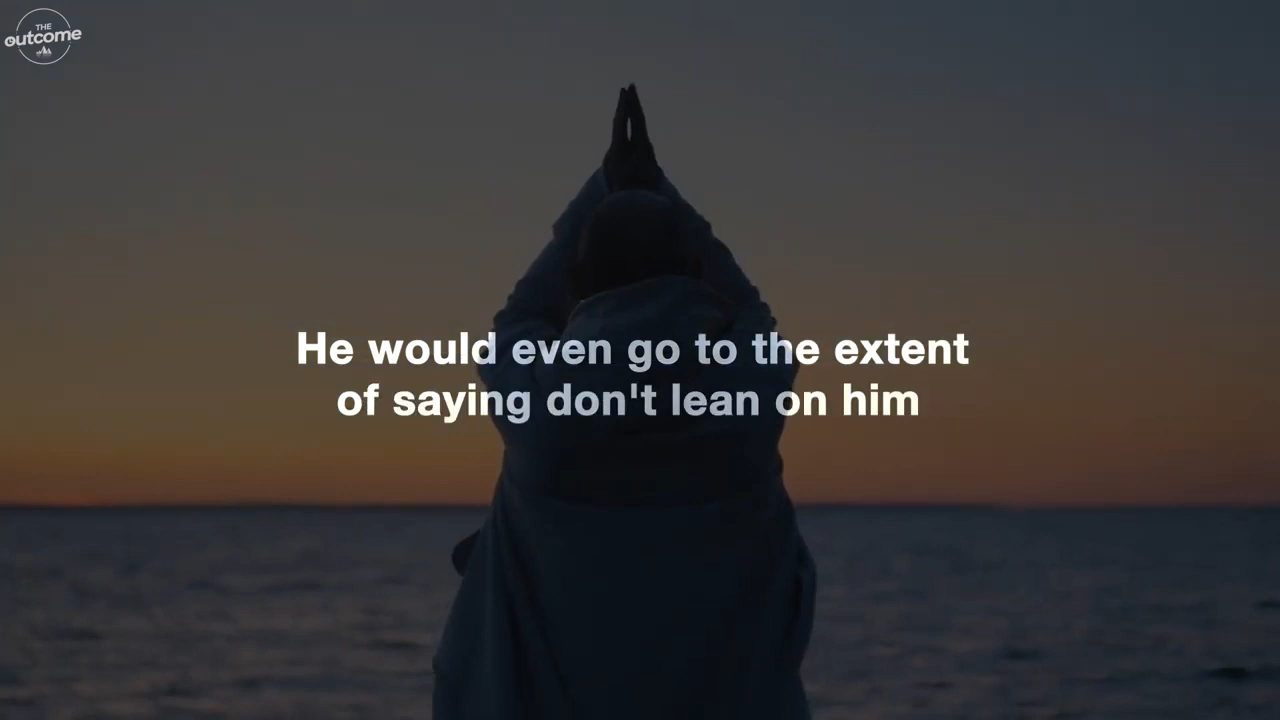 THE
outcome
He would even go to the extent
of saying don't lean on him